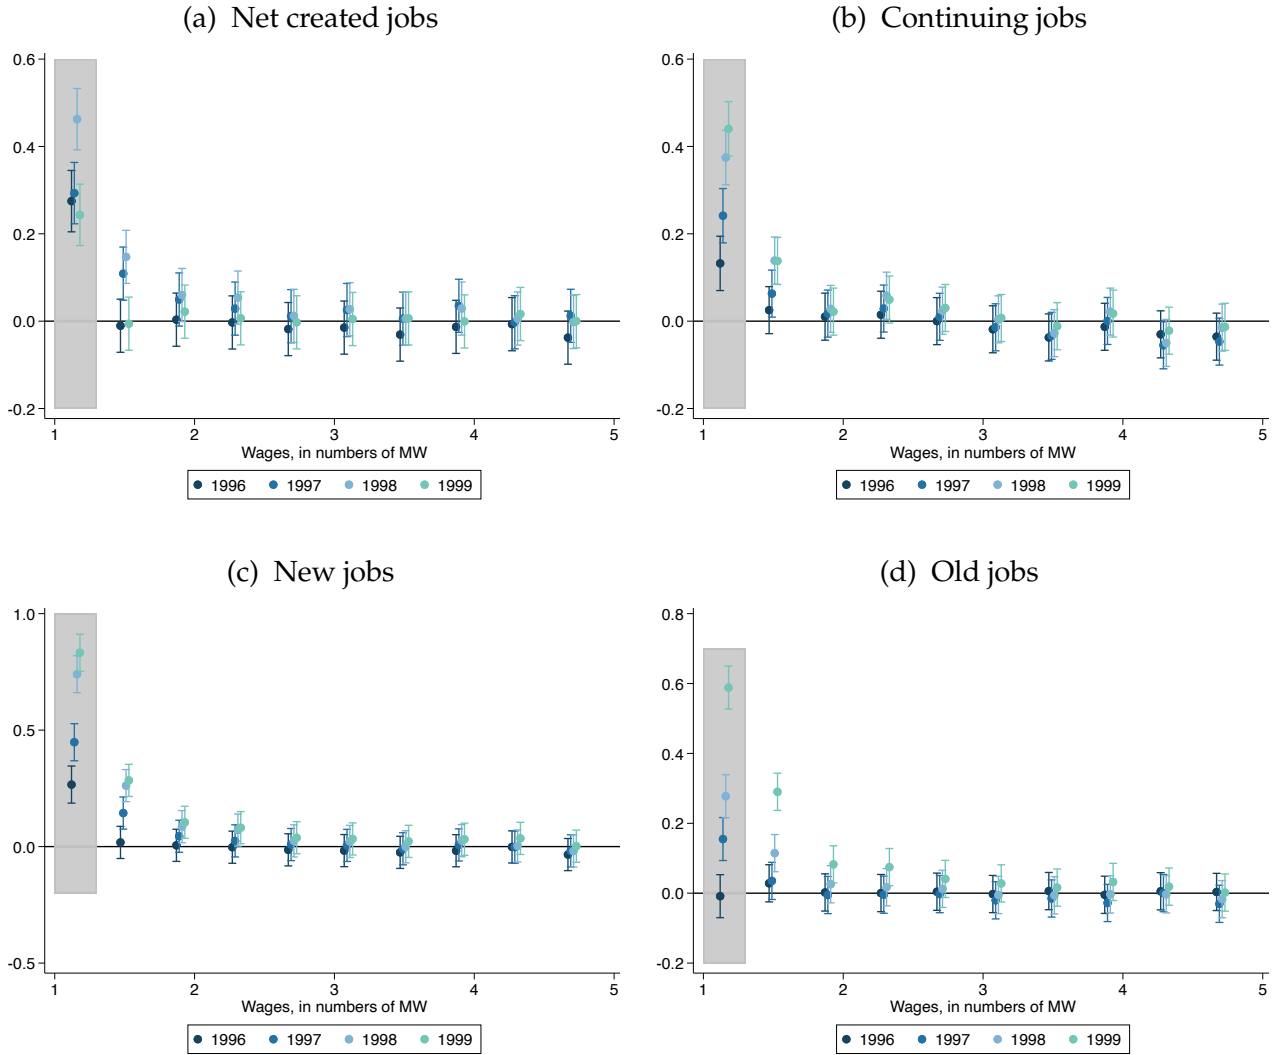 (a) Net created jobs
0.6
0.4
0.2
0.0
-0.2
1 2 3 4 5
Wages, in numbers of MW
1996 1997 1998 1999
(b) Continuing jobs
0.6
0.4
0.2
0.0
-0.2
1 2 3 4 5
Wages, in numbers of MW
1996 1997 1998 1999
(c) New jobs
1.0
0.5
0.0
-0.5
1 2 3 4 5
Wages, in numbers of MW
1996 1997 1998 1999
(d) Old jobs
0.8
0.6
0.4
0.2
0.0
-0.2
1 2 3 4 5
Wages, in numbers of MW
1996 1997 1998 1999